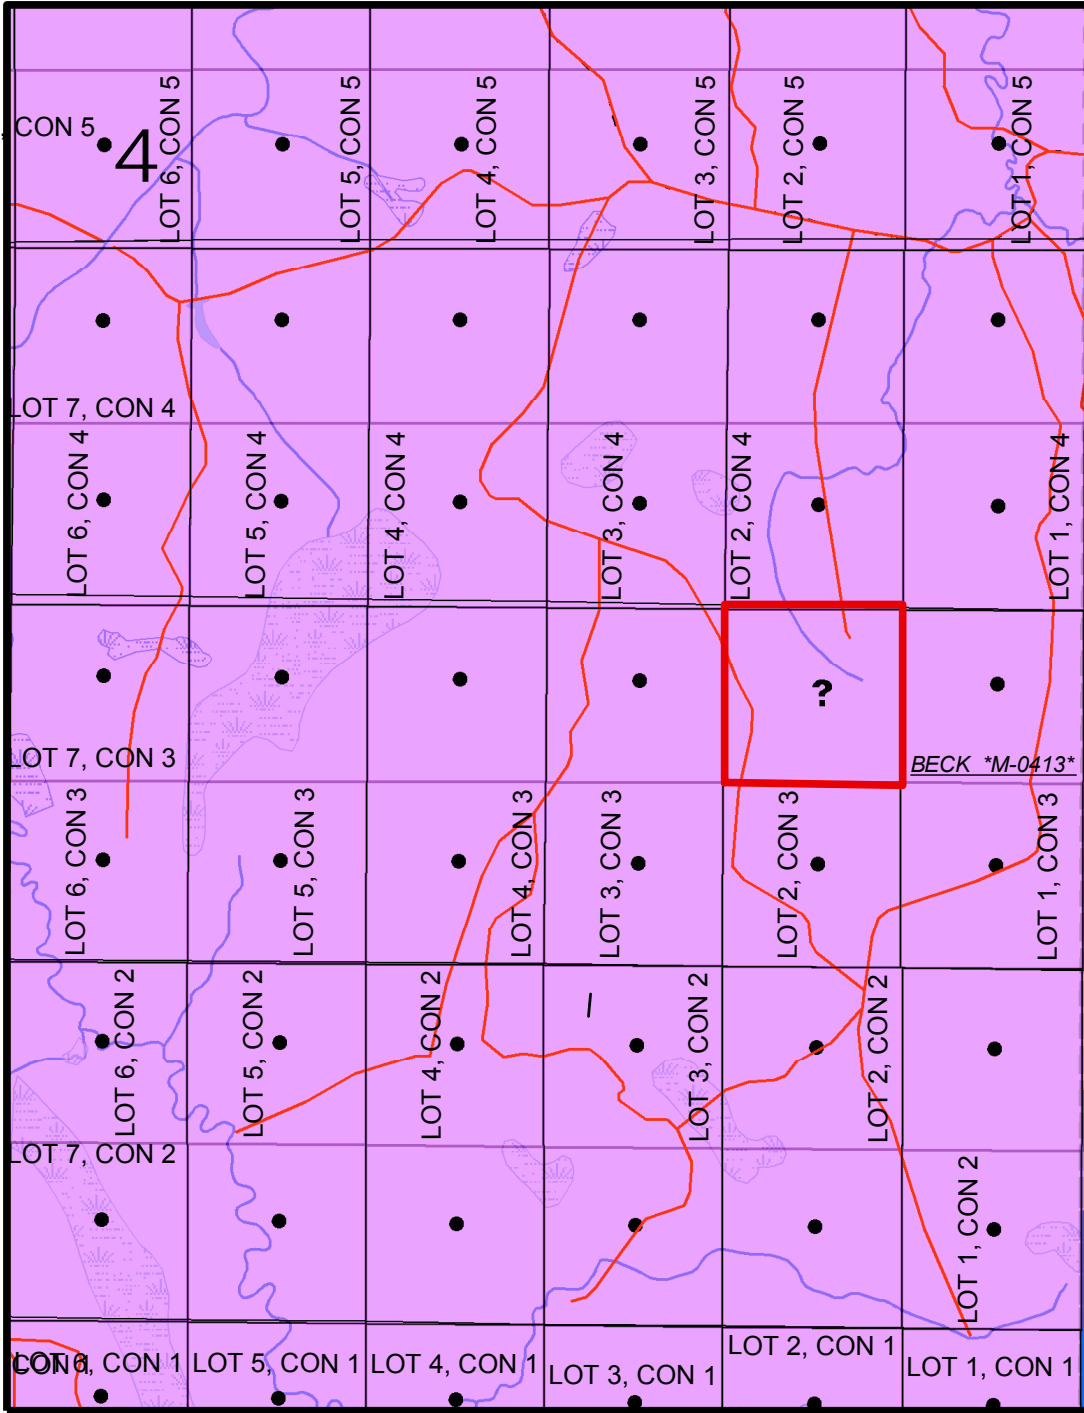 CON 5
4
LOT 6, CON 5
LOT 5, CON 5
LOT 4, CON 5
LOT 3, CON 5
LOT 2, CON 5
LOT 1, CON 5
LOT 7, CON 4
LOT 6, CON 4
LOT 5, CON 4
LOT 4, CON 4
LOT 3, CON 4
LOT 2, CON 4
LOT 1, CON 4
?
LOT 7, CON 3
BECK *M-0413*
LOT 6, CON 3
LOT 5, CON 3
LOT 4, CON 3
LOT 3, CON 3
LOT 2, CON 3
LOT 1, CON 3
LOT 6, CON 2
LOT 5, CON 2
LOT 4, CON 2
LOT 3, CON 2
LOT 2, CON 2
LOT 7, CON 2
LOT 1, CON 2
LOT 6, CON 1
CON 1
LOT 5, CON 1
LOT 4, CON 1
LOT 3, CON 1
LOT 2, CON 1
LOT 1, CON 1